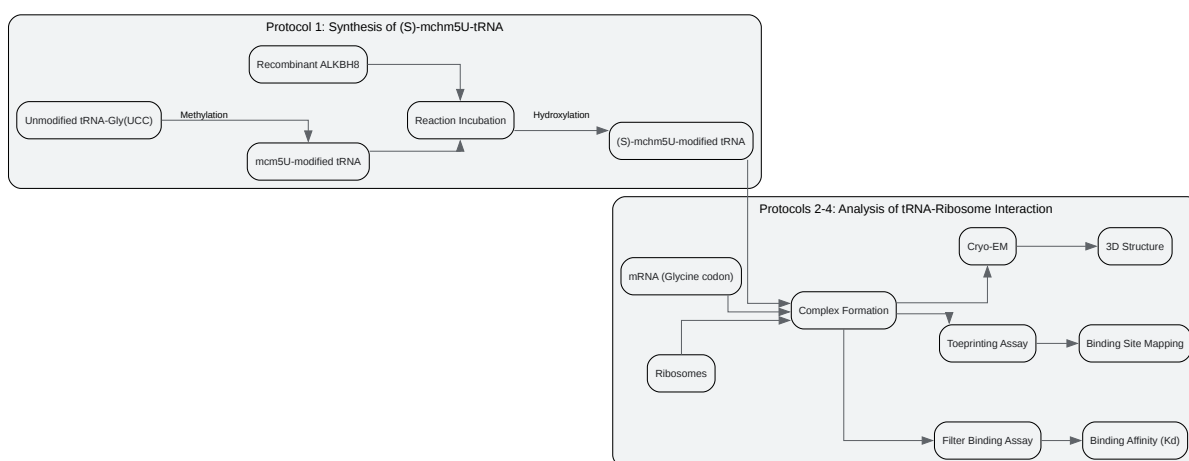 Protocol 1: Synthesis of (S)-mchm5U-tRNA
Recombinant ALKBH8
Unmodified tRNA-Gly(UCC)
Methylation
Reaction Incubation
Hydroxylation
(S)-mchm5U-modified tRNA
mcm5U-modified tRNA
Protocols 2-4: Analysis of tRNA-Ribosome Interaction
Cryo-EM
3D Structure
mRNA (Glycine codon)
Complex Formation
Toeprinting Assay
Binding Site Mapping
Ribosomes
Filter Binding Assay
Binding Affinity (Kd)